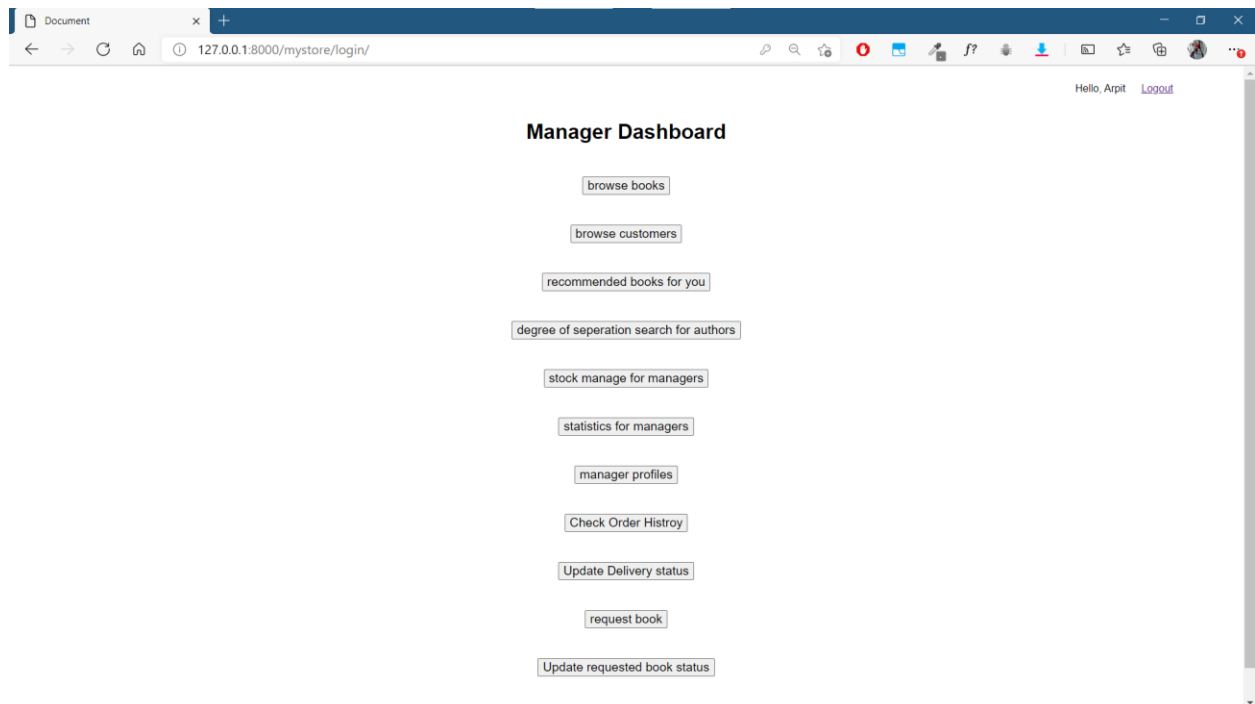 Document
127.0.0.1:8000/mystore/login/
f?
Hello, Arpit Logout
Manager Dashboard
browse books
browse customers
recommended books for you
degree of seperation search for authors
stock manage for managers
statistics for managers
manager profiles
Check Order Histroy
Update Delivery status
request book
Update requested book status